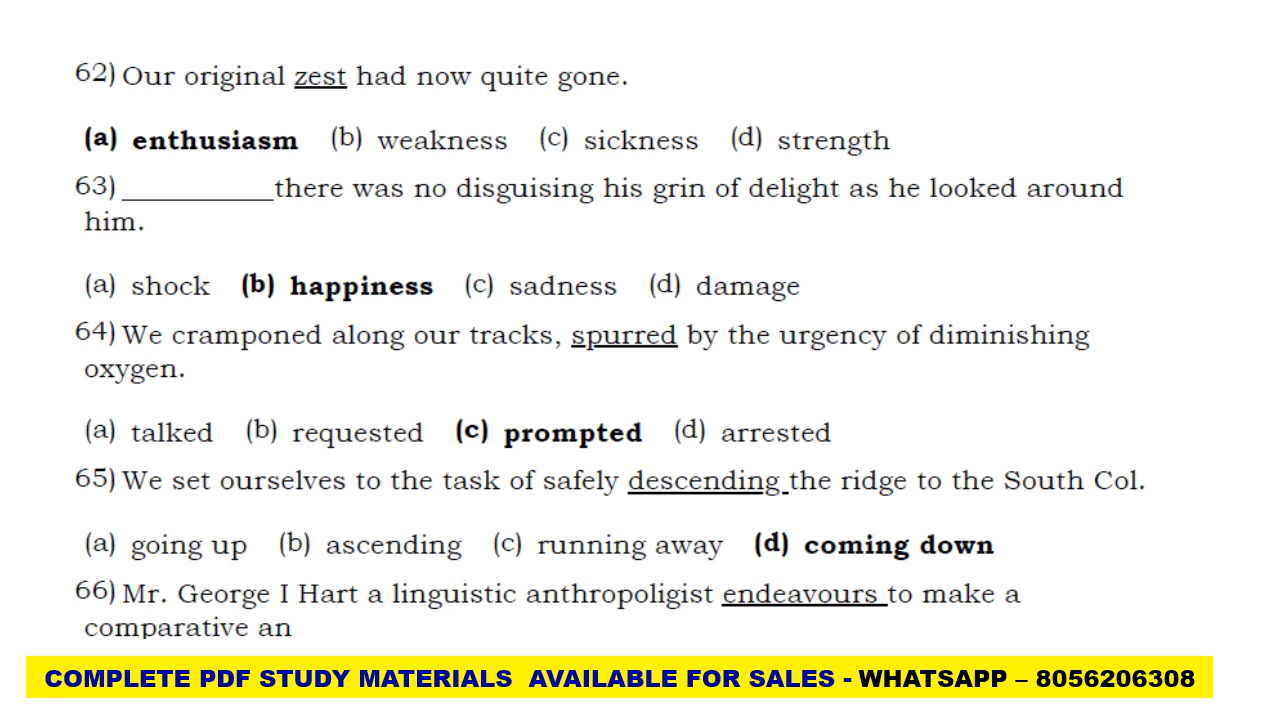 62) Our original zest had now quite gone.
(a) enthusiasm (b) weakness (c) sickness (d) strength
63) __________there was no disguising his grin of delight as he looked around
him.
(a) shock (b) happiness (c) sadness (d) damage
64) We cramponed along our tracks, spurred by the urgency of diminishing
oxygen.
(a) talked (b) requested (c) prompted (d) arrested
65) We set ourselves to the task of safely descending the ridge to the South Col.
(a) going up (b) ascending (c) running away (d) coming down
66) Mr. George I Hart a linguistic anthropoligist endeavours to make a
comparative an
COMPLETE PDF STUDY MATERIALS AVAILABLE FOR SALES - WHATSAPP – 8056206308